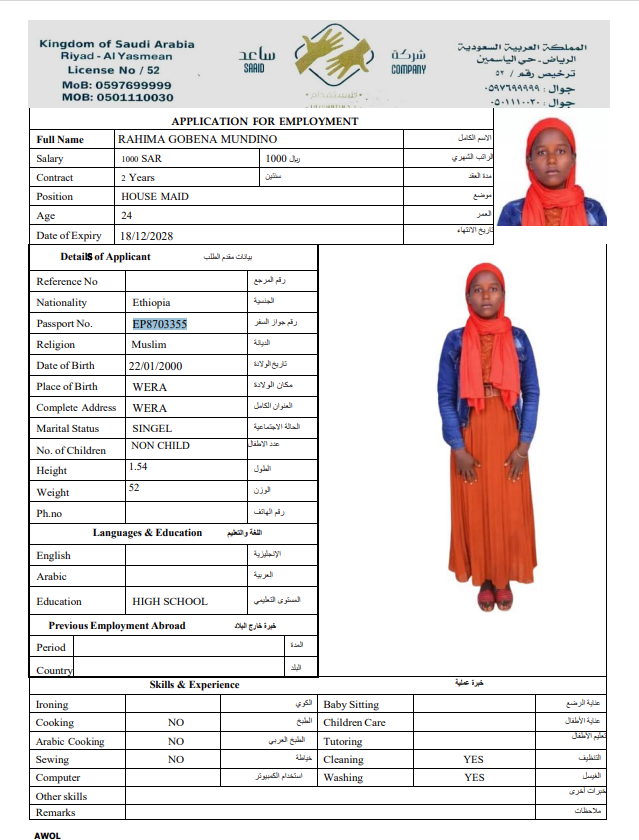 Kingdom of Saudi Arabia
Riyad - Al Yasmean
License No / 52
MoB: 0597699999
MOB: 0501110030
ساعد
SAAID
شركة
COMPANY
المملكة العربية السعودية
الرياض - حي الياسمين
ترخيص رقم / ٥٢
جوال : ٠٥٩٧٦٩٩٩٩٩
جوال : ٠٥٠١١١٠٠٣٠
APPLICATION FOR EMPLOYMENT
Full Name RAHIMA GOBENA MUNDINO الاسم الكامل
Salary 1000 SAR 1000 ريال الراتب الشهري
Contract 2 Years سنتين مدة العقد
Position HOUSE MAID موضع
Age 24 العمر
Date of Expiry 18/12/2028 تاريخ الانتهاء
Details of Applicant بيانات مقدم الطلب
Reference No رقم المرجع
Nationality Ethiopia الجنسية
Passport No. EP8703355 رقم جواز السفر
Religion Muslim الديانة
Date of Birth 22/01/2000 تاريخ الولادة
Place of Birth WERA مكان الولادة
Complete Address WERA العنوان الكامل
Marital Status SINGEL الحالة الاجتماعية
No. of Children NON CHILD عدد الاطفال
Height 1.54 الطول
Weight 52 الوزن
Ph.no رقم الهاتف
Languages & Education اللغة والتعليم
English الإنجليزية
Arabic العربية
Education HIGH SCHOOL المستوى التعليمي
Previous Employment Abroad خبرة خارج البلاد
Period المدة
Country البلد
Skills & Experience خبرة عملية
Ironing الكوي Baby Sitting عناية الرضع
Cooking NO الطبخ Children Care عناية الأطفال
Arabic Cooking NO الطبخ العربي Tutoring تعليم الأطفال
Sewing NO خياطة Cleaning YES التنظيف
Computer استخدام الكمبيوتر Washing YES الغسيل
Other skills خبرات أخرى
Remarks ملاحظات
AWOL